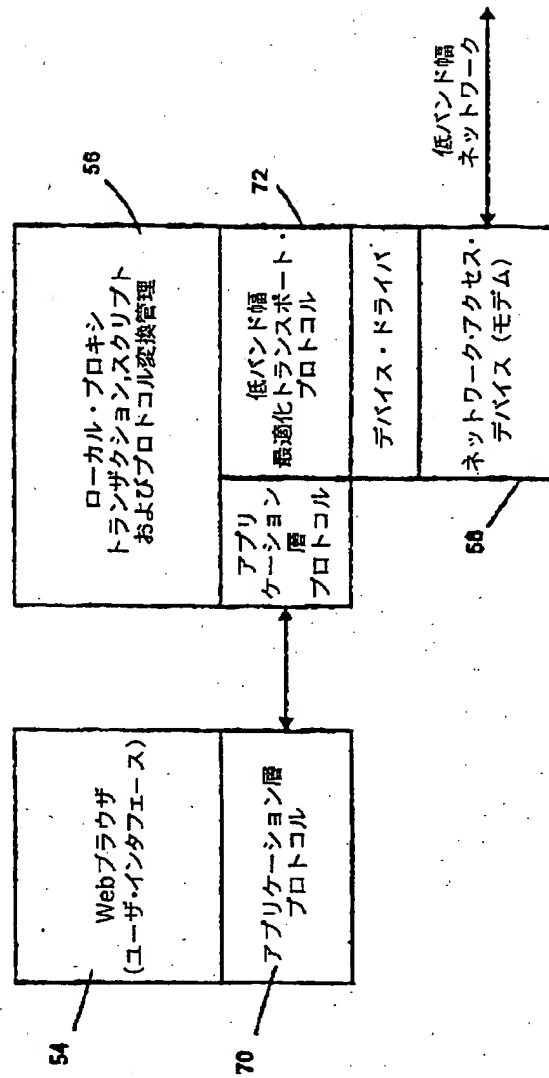 54
Webブラウザ
(ユーザ・インタフェース)
70
アプリケーション層
プロトコル
56
ローカル・プロキシ
トランザクション,スクリプト
およびプロトコル変換管理
アプリ
ケーション
層
プロトコル
72
低バンド幅
最適化トランスポート・
プロトコル
デバイス・ドライバ
ネットワーク・アクセス・
デバイス (モデム)
58
低バンド幅
ネットワーク